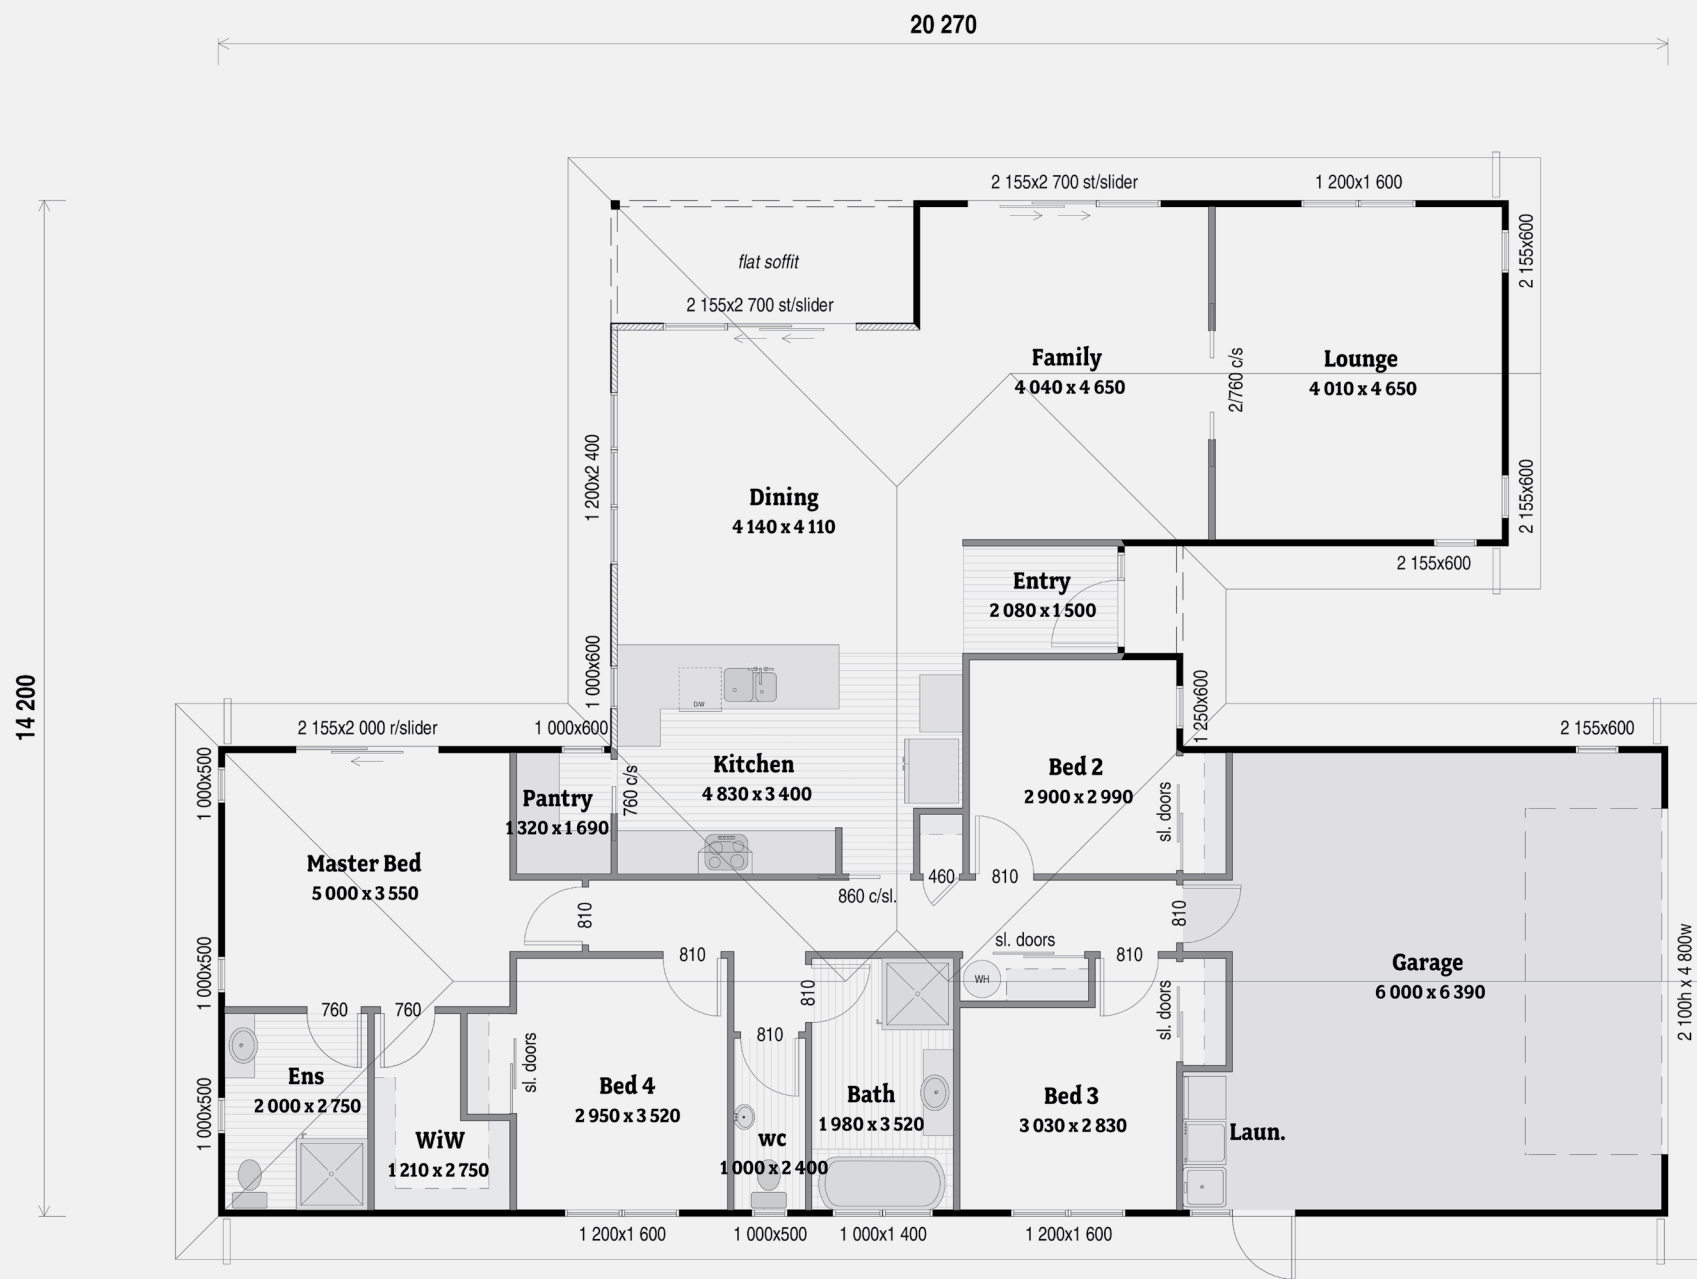 20 270
2 155x2 700 st/slider
1 200x1 600
flat soffit
2 155x600
2 155x2 700 st/slider
Family
4 040 x 4 650
2/760 c/s
Lounge
4 010 x 4 650
1 200x2 400
Dining
4 140 x 4 110
2 155x600
2 155x600
Entry
2 080 x 1 500
14 200
1 000x600
D/W
1 250x600
2 155x2 000 r/slider
1 000x600
2 155x600
1 000x500
760 c/s
Kitchen
4 830 x 3 400
Bed 2
2 900 x 2 990
sl. doors
Pantry
1 320 x 1 690
Master Bed
5 000 x 3 550
460
810
860 c/sl.
810
810
sl. doors
810
810
1 000x500
WH
810
Garage
6 000 x 6 390
2 100h x 4 800w
760
760
sl. doors
810
sl. doors
Ens
2 000 x 2 750
1 000x500
Bed 4
2 950 x 3 520
Bath
1 980 x 3 520
Bed 3
3 030 x 2 830
WiW
1 210 x 2 750
wc
1 000 x 2 400
Laun.
1 200x1 600
1 000x500
1 000x1 400
1 200x1 600